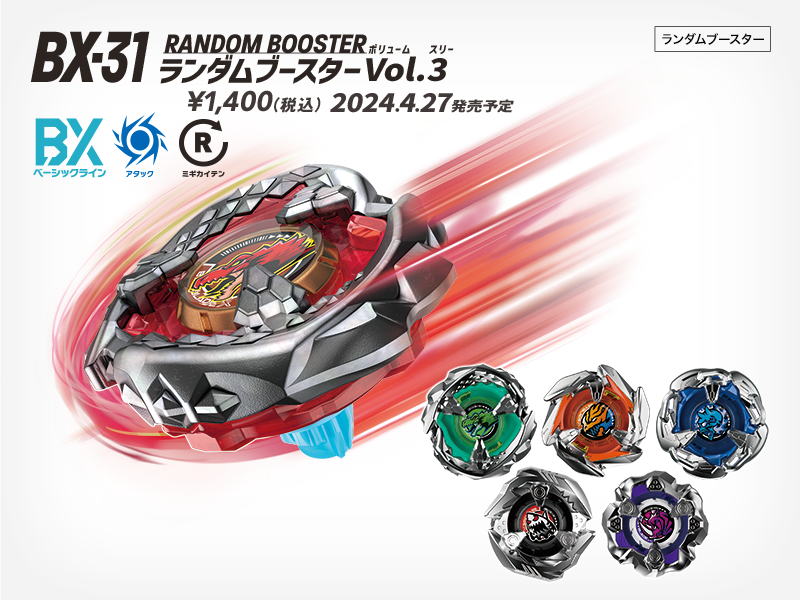 BX-31
RANDOM BOOSTER ボリューム スリー
ランダムブースターVol.3
¥1,400(税込) 2024.4.27発売予定
ランダムブースター
BX R
ベーシックライン アタック ミギカイテン